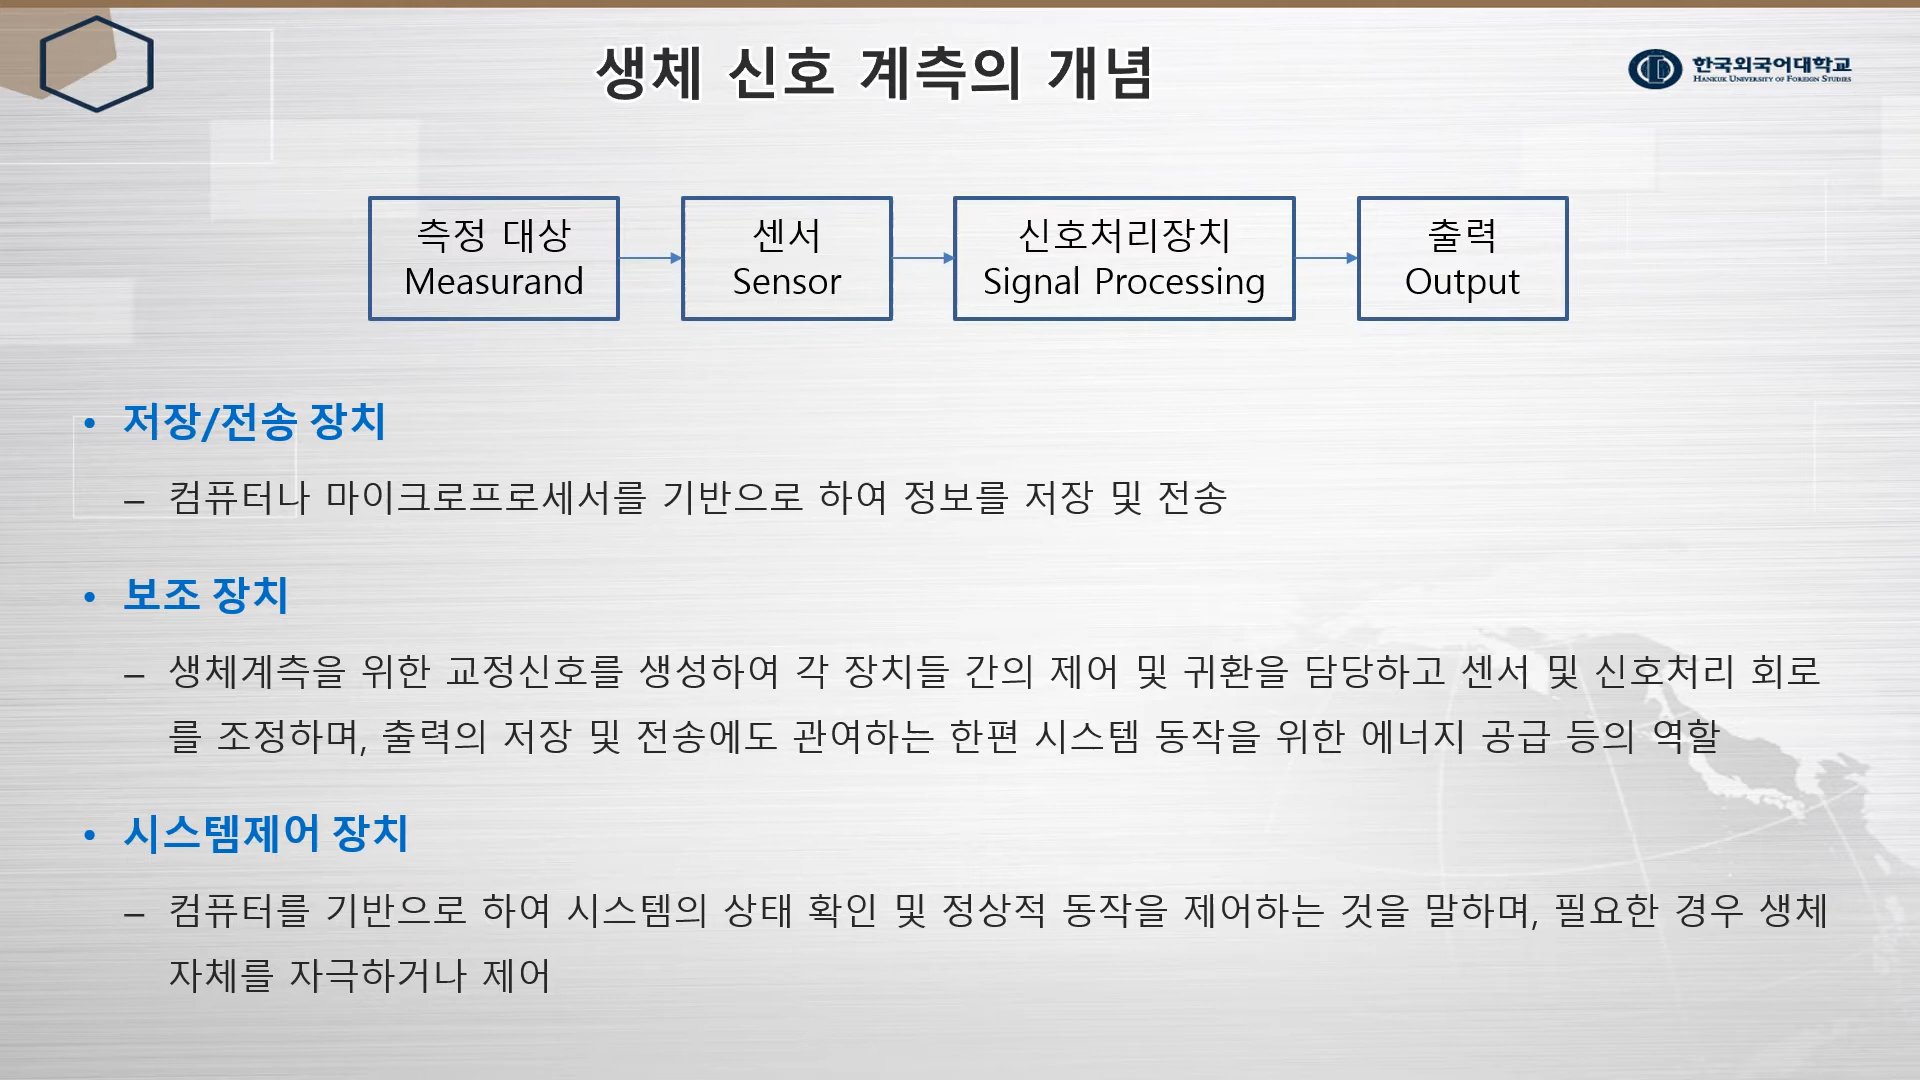 생체 신호 계측의 개념
한국외국어대학교
HANKUK UNIVERSITY OF FOREIGN STUDIES
측정 대상
Measurand
센서
Sensor
신호처리장치
Signal Processing
출력
Output
• 저장/전송 장치
– 컴퓨터나 마이크로프로세서를 기반으로 하여 정보를 저장 및 전송
• 보조 장치
– 생체계측을 위한 교정신호를 생성하여 각 장치들 간의 제어 및 귀환을 담당하고 센서 및 신호처리 회로
를 조정하며, 출력의 저장 및 전송에도 관여하는 한편 시스템 동작을 위한 에너지 공급 등의 역할
• 시스템제어 장치
– 컴퓨터를 기반으로 하여 시스템의 상태 확인 및 정상적 동작을 제어하는 것을 말하며, 필요한 경우 생체
자체를 자극하거나 제어